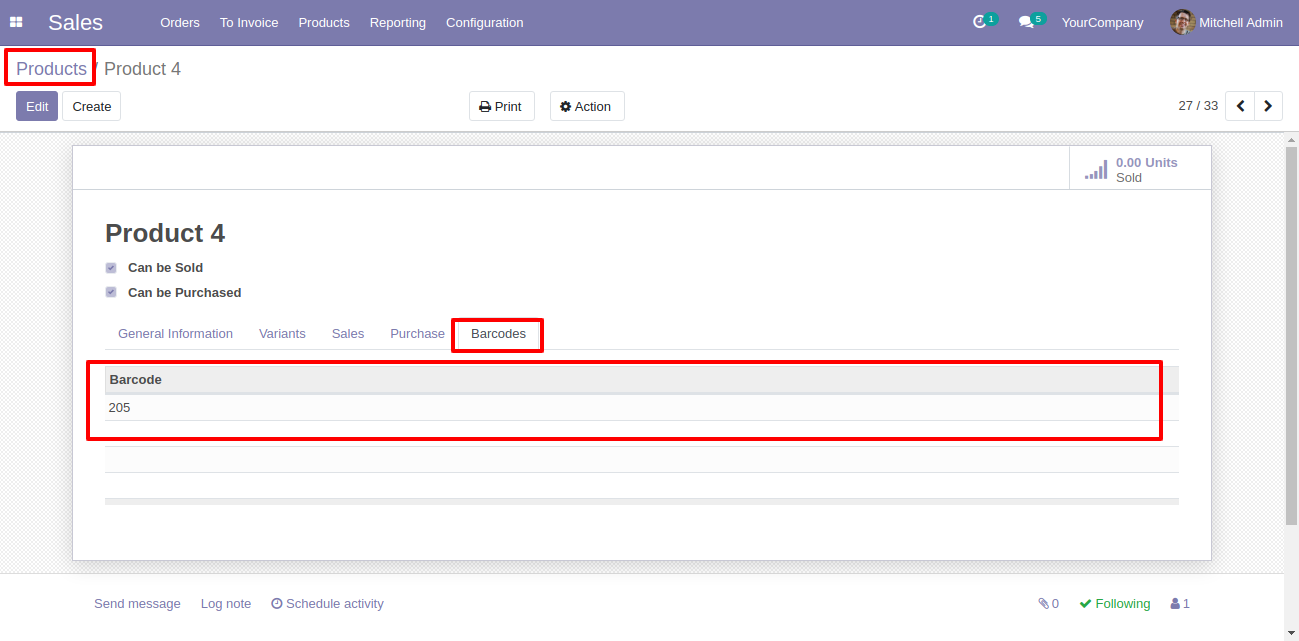 Sales Orders To Invoice Products Reporting Configuration 1 5 YourCompany Mitchell Admin
Products / Product 4
Edit Create Print Action 27 / 33
0.00 Units
Sold
Product 4
Can be Sold
Can be Purchased
General Information Variants Sales Purchase Barcodes
Barcode
205
Send message Log note Schedule activity 0 Following 1